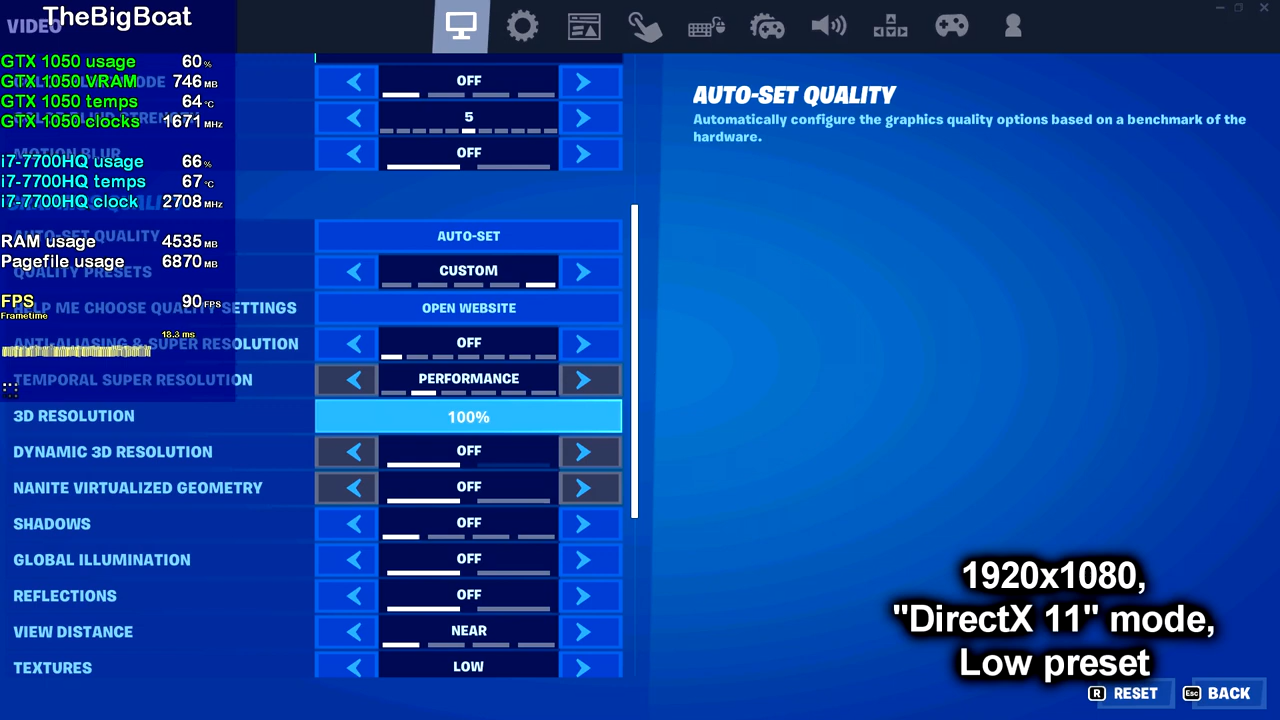 VIDEO
TheBigBoat
GTX 1050 usage 60 %
GTX 1050 VRAM 746 MB
GTX 1050 temps 64 °C
GTX 1050 clocks 1671 MHz
i7-7700HQ usage 66 %
i7-7700HQ temps 67 °C
i7-7700HQ clock 2708 MHz
RAM usage 4535 MB
Pagefile usage 6870 MB
FPS 90 FPS
Frametime
18.3 ms
OFF
5
MOTION BLUR OFF
AUTO-SET QUALITY AUTO-SET
QUALITY PRESETS CUSTOM
HELP ME CHOOSE QUALITY SETTINGS OPEN WEBSITE
ANTI-ALIASING & SUPER RESOLUTION OFF
TEMPORAL SUPER RESOLUTION PERFORMANCE
3D RESOLUTION 100%
DYNAMIC 3D RESOLUTION OFF
NANITE VIRTUALIZED GEOMETRY OFF
SHADOWS OFF
GLOBAL ILLUMINATION OFF
REFLECTIONS OFF
VIEW DISTANCE NEAR
TEXTURES LOW
AUTO-SET QUALITY
Automatically configure the graphics quality options based on a benchmark of the
hardware.
1920x1080,
"DirectX 11" mode,
Low preset
R RESET Esc BACK